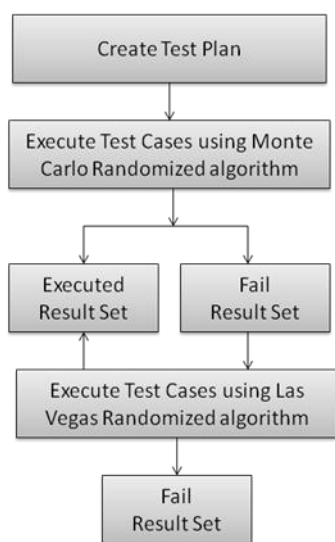 Create Test Plan
Execute Test Cases using Monte
Carlo Randomized algorithm
Executed
Result Set
Fail
Result Set
Execute Test Cases using Las
Vegas Randomized algorithm
Fail
Result Set